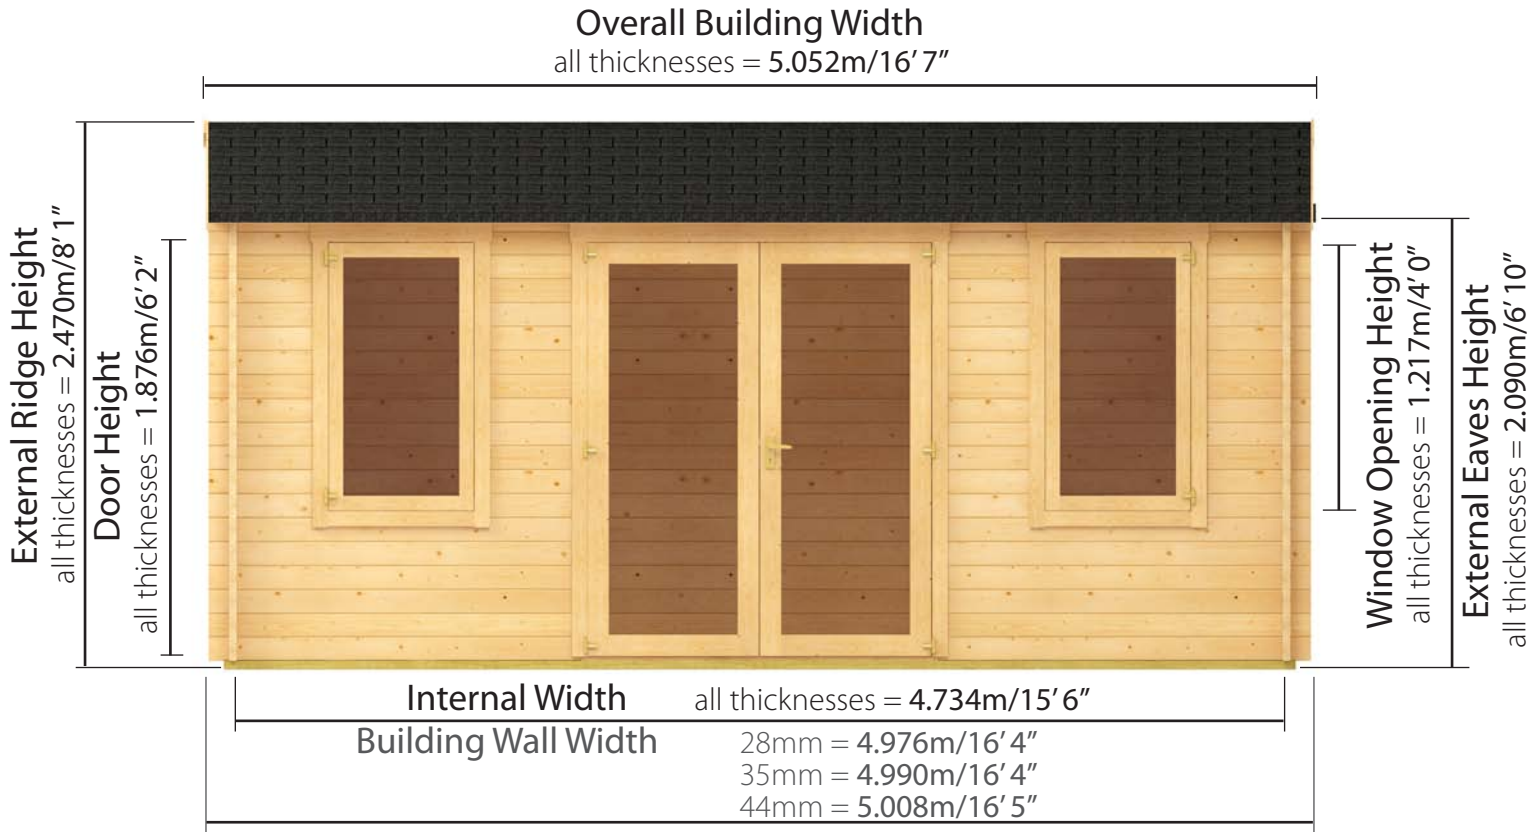 Overall Building Width
all thicknesses = 5.052m/16’ 7”
External Ridge Height
all thicknesses = 2.470m/8’ 1”
Door Height
all thicknesses = 1.876m/6’ 2”
Window Opening Height
all thicknesses = 1.217m/4’ 0”
External Eaves Height
all thicknesses = 2.090m/6’ 10”
Internal Width all thicknesses = 4.734m/15’ 6”
Building Wall Width 28mm = 4.976m/16’ 4”
35mm = 4.990m/16’ 4”
44mm = 5.008m/16’ 5”